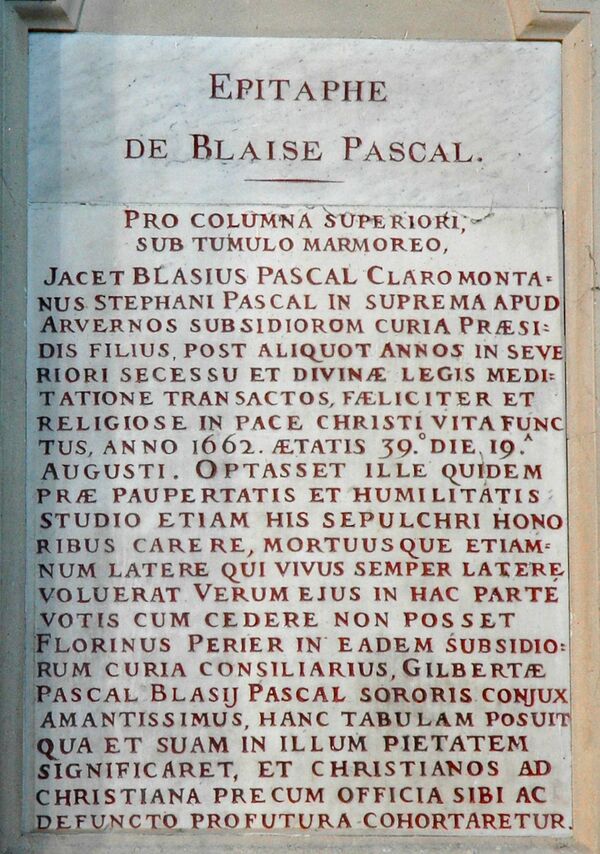 EPITAPHE
DE BLAISE PASCAL.
PRO COLUMNA SUPERIORI,
SUB TUMULO MARMOREO,
JACET BLASIUS PASCAL CLAROMONTA=
NUS STEPHANI PASCAL IN SUPREMA APUD
ARVERNOS SUBSIDIOROM CURIA PRÆSI=
DIS FILIUS, POST ALIQUOT ANNOS IN SEVE
RIORI SECESSU ET DIVINÆ LEGIS MEDI=
TATIONE TRANSACTOS, FÆLICITER ET
RELIGIOSE IN PACE CHRISTI VITA FUNC
TUS, ANNO 1662. ÆTATIS 39.° DIE 19.ᴬ
AUGUSTI. OPTASSET ILLE QUIDEM
PRÆ PAUPERTATIS ET HUMILITATIS
STUDIO ETIAM HIS SEPULCHRI HONO
RIBUS CARERE, MORTUUSQUE ETIAM=
NUM LATERE QUI VIVUS SEMPER LATERE
VOLUERAT VERUM EJUS IN HAC PARTE
VOTIS CUM CEDERE NON POSSET
FLORINUS PERIER IN EADEM SUBSIDIO=
RUM CURIA CONSILIARIUS, GILBERTÆ
PASCAL BLASIJ PASCAL SORORIS CONJUX
AMANTISSIMUS, HANC TABULAM POSUIT
QUA ET SUAM IN ILLUM PIETATEM
SIGNIFICARET, ET CHRISTIANOS AD
CHRISTIANA PRECUM OFFICIA SIBI AC
DEFUNCTO PROFUTURA COHORTARETUR.